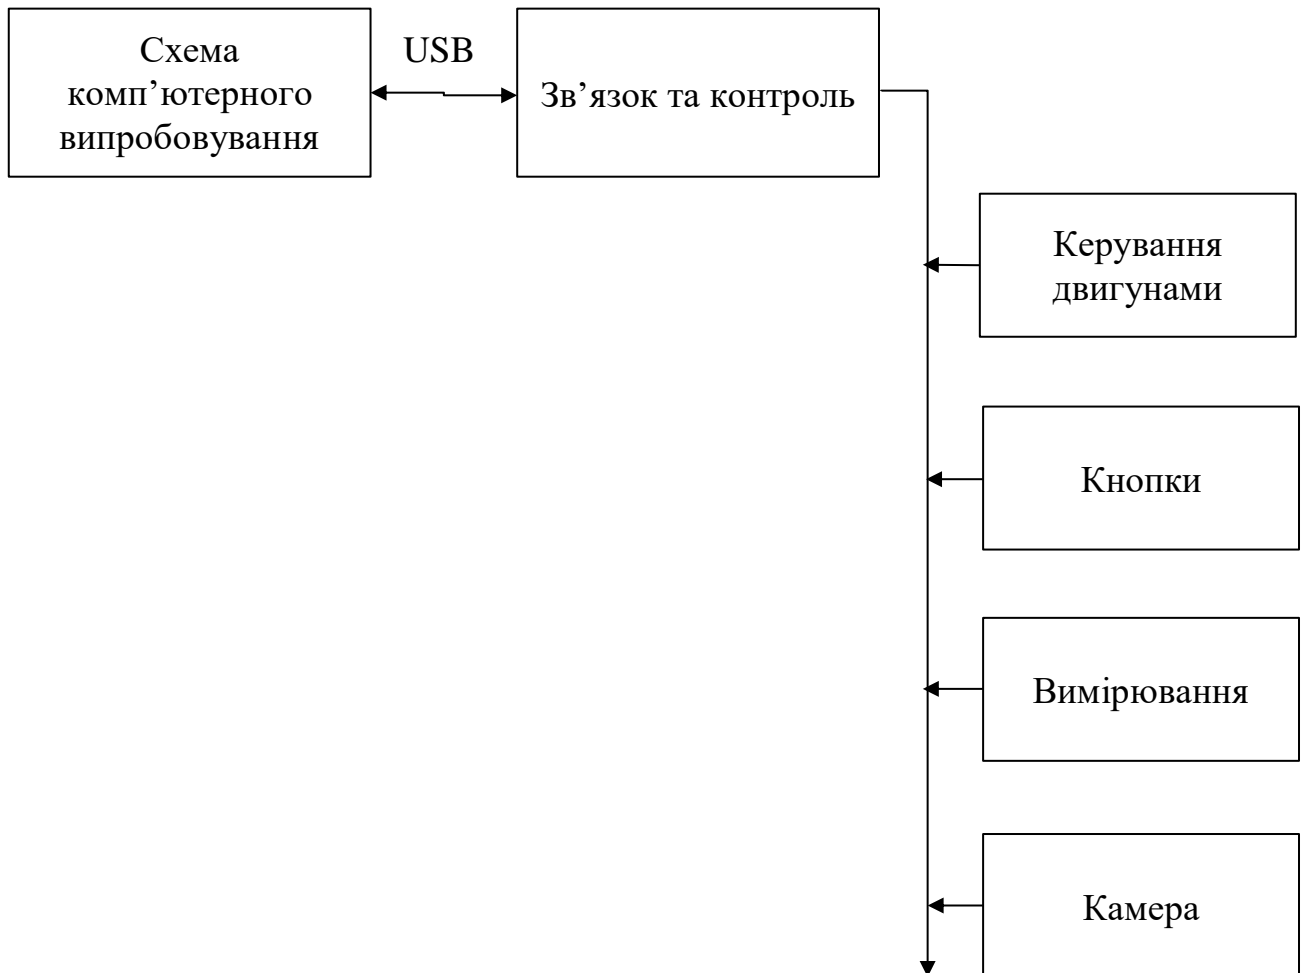 Схема
комп’ютерного
випробовування
USB
Зв’язок та контроль
Керування
двигунами
Кнопки
Вимірювання
Камера